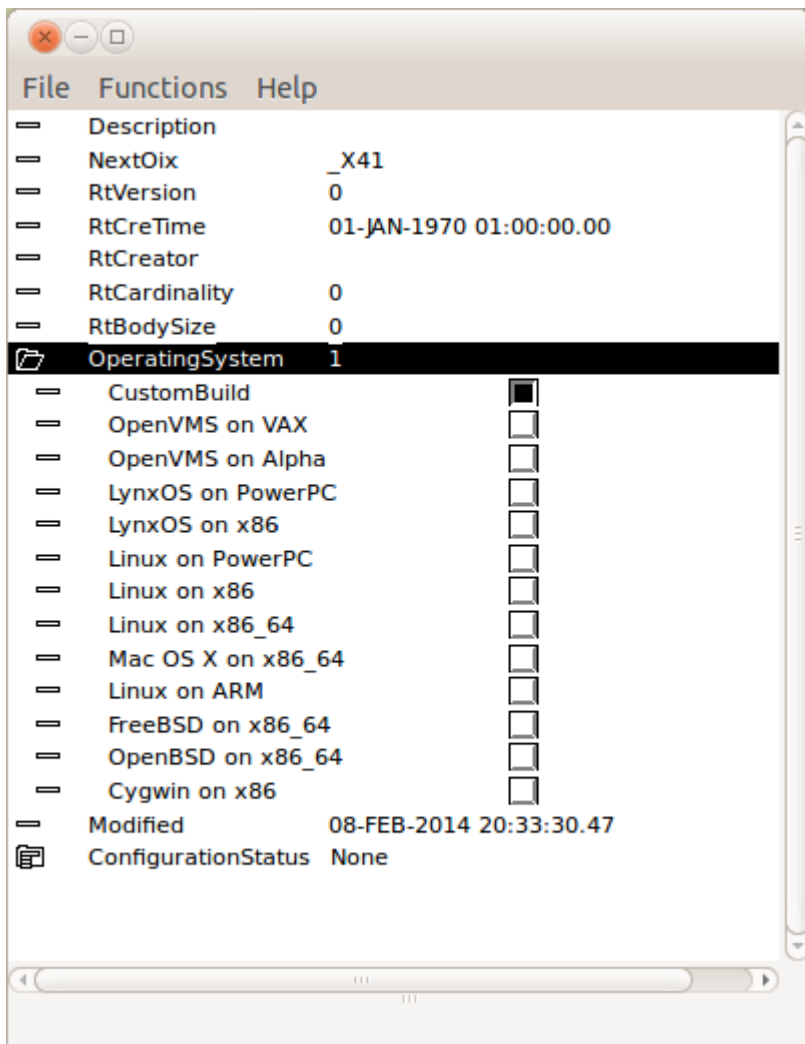 File Functions Help
Description
NextOix _X41
RtVersion 0
RtCreTime 01-JAN-1970 01:00:00.00
RtCreator
RtCardinality 0
RtBodySize 0
OperatingSystem 1
CustomBuild
OpenVMS on VAX
OpenVMS on Alpha
LynxOS on PowerPC
LynxOS on x86
Linux on PowerPC
Linux on x86
Linux on x86_64
Mac OS X on x86_64
Linux on ARM
FreeBSD on x86_64
OpenBSD on x86_64
Cygwin on x86
Modified 08-FEB-2014 20:33:30.47
ConfigurationStatus None